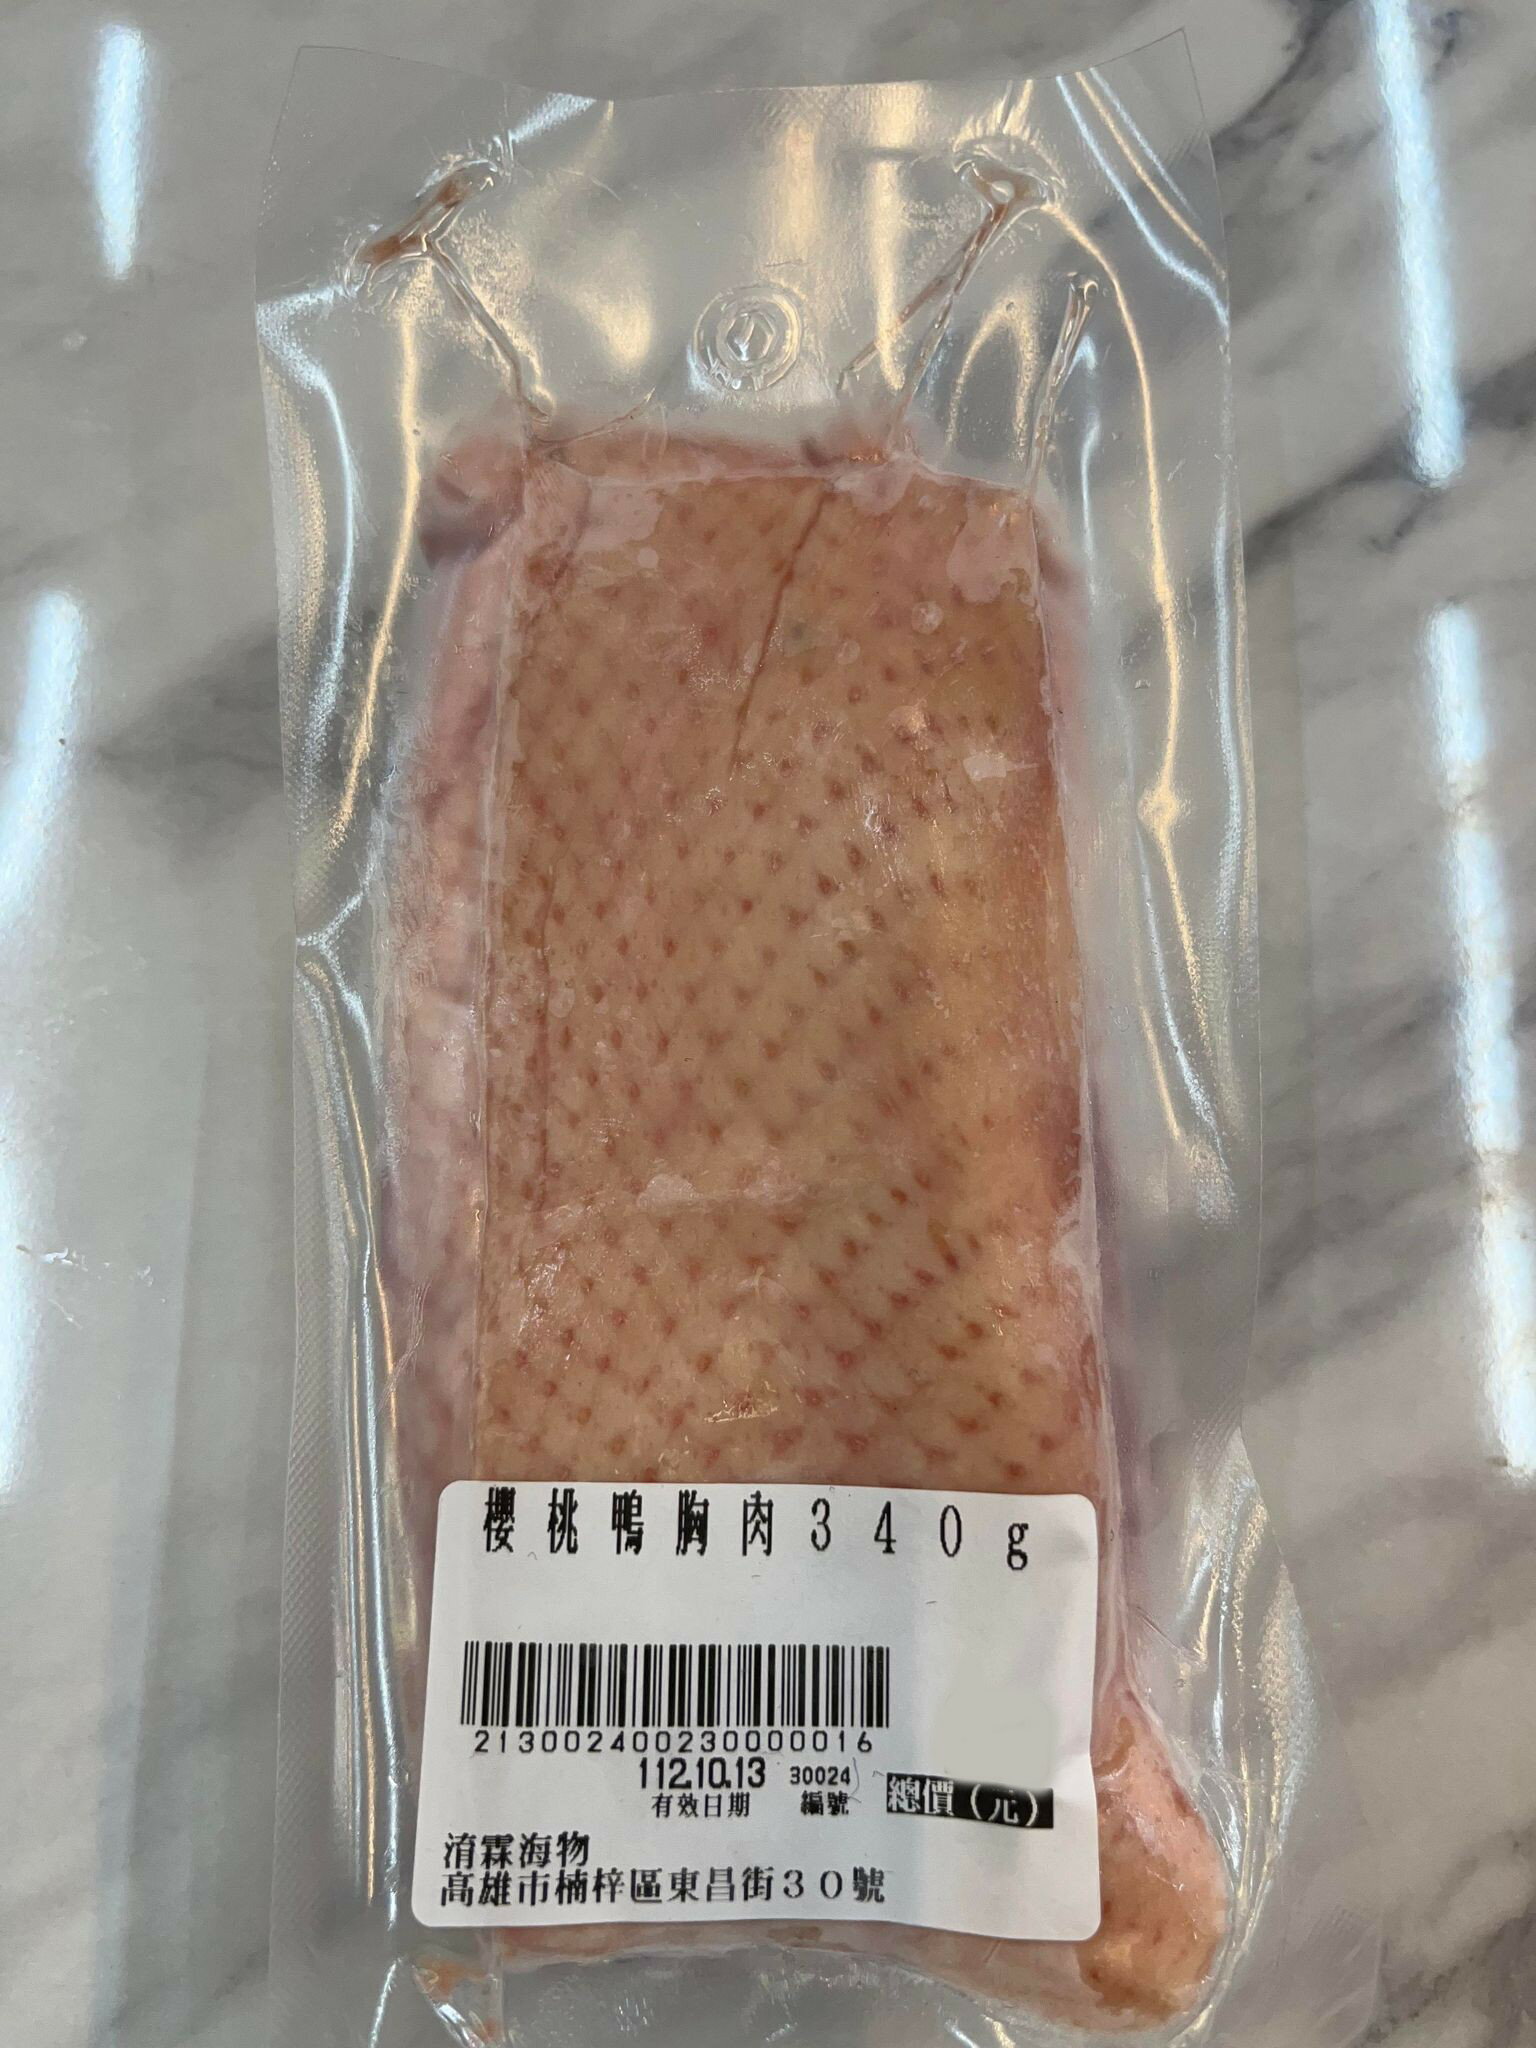 櫻桃鴨胸肉340g
2130024002300000016
112.10.13 30024
有效日期 編號 總價(元)
淯霖海物
高雄市楠梓區東昌街30號